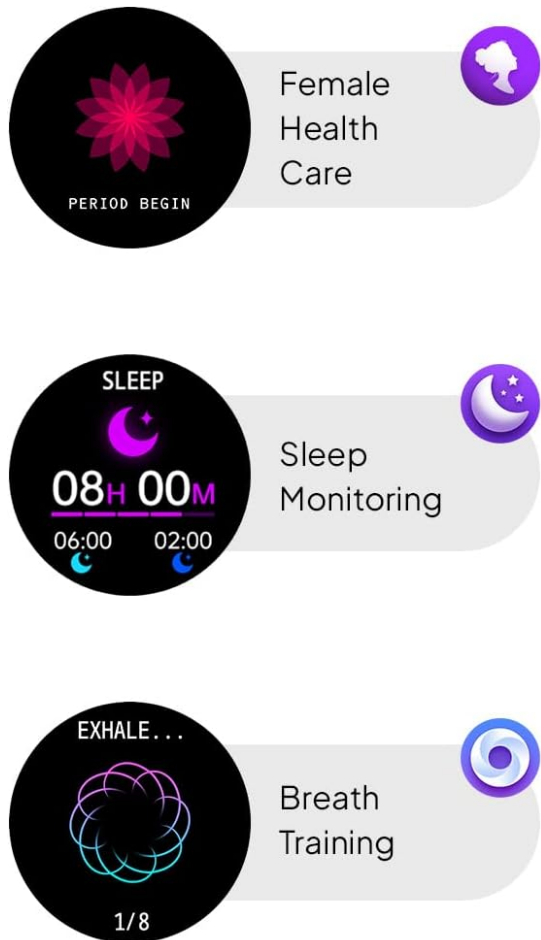 PERIOD BEGIN
Female
Health
Care
SLEEP
08H 00M
06:00 02:00
Sleep
Monitoring
EXHALE...
1/8
Breath
Training